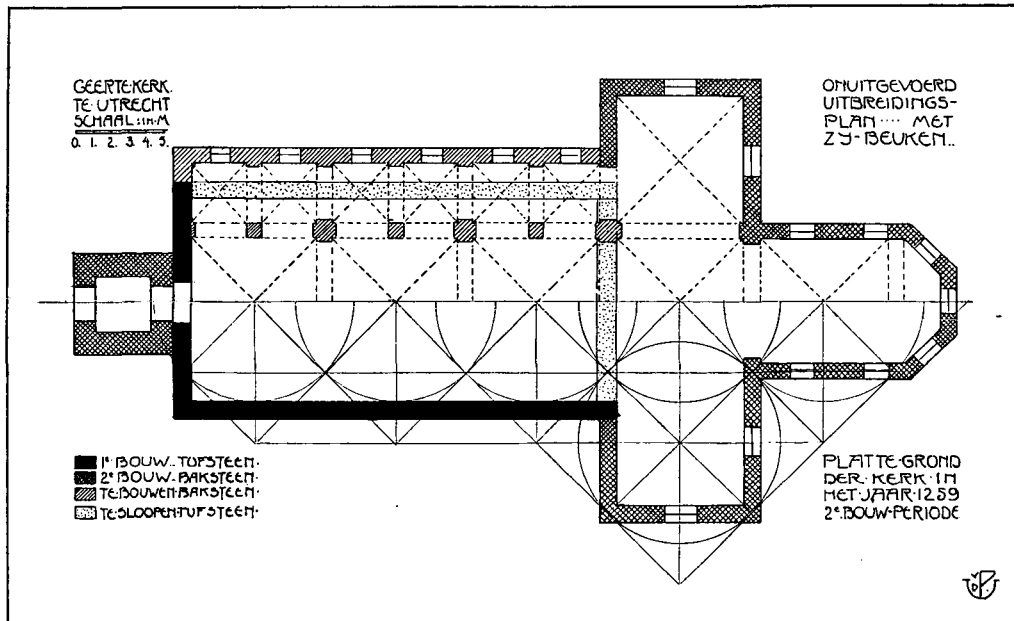 GEERTE·KERK.
TE·UTRECHT
SCHAAL::IN·M
0. 1. 2. 3. 4. 5.
ONUITGEVOERD
UITBREIDINGS-
PLAN ···· MET
ZY-BEUKEN..
1e·BOUW··TUFSTEEN·
2e·BOUW··BAKSTEEN·
TE·BOUWEN·BAKSTEEN·
TE·SLOOPEN·TUFSTEEN·
PLATTE·GROND
DER·KERK·IN
HET·JAAR·1259
2e·BOUW·PERIODE